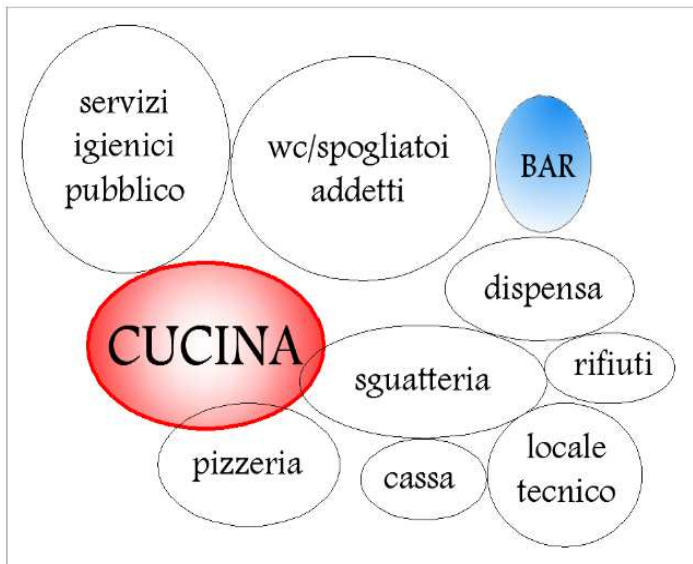 servizi
igienici
pubblico
wc/spogliatoi
addetti
BAR
dispensa
CUCINA
sguatteria
rifiuti
pizzeria
cassa
locale
tecnico